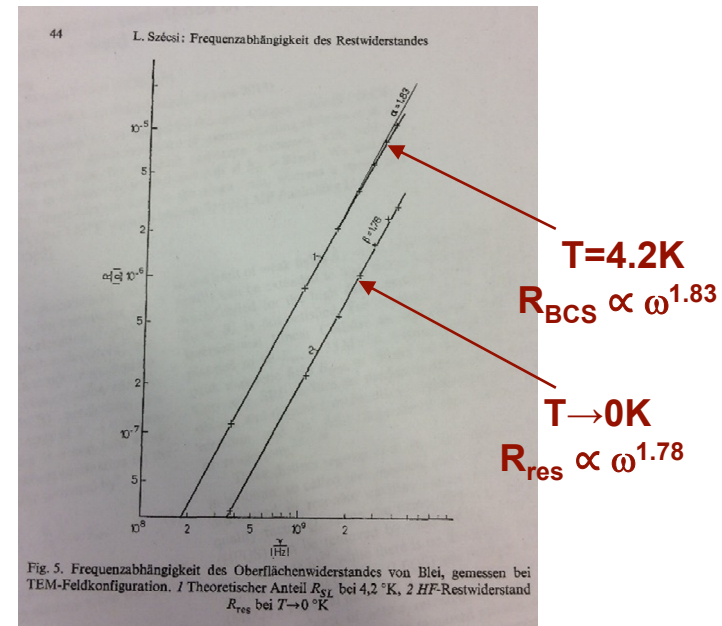 44
L. Szécsi: Frequenzabhängigkeit des Restwiderstandes
10⁻⁵
5
2
R
[Ω]
10⁻⁶
5
2
10⁻⁷
5
10⁸
2
5
10⁹
2
ν
[Hz]
α=1,83
1
β=1,78
2
T=4.2K
R_BCS ∝ ω^1.83
T→0K
R_res ∝ ω^1.78
Fig. 5. Frequenzabhängigkeit des Oberflächenwiderstandes von Blei, gemessen bei
TEM-Feldkonfiguration. 1 Theoretischer Anteil R_SL bei 4,2 °K, 2 HF-Restwiderstand
R_res bei T→0 °K